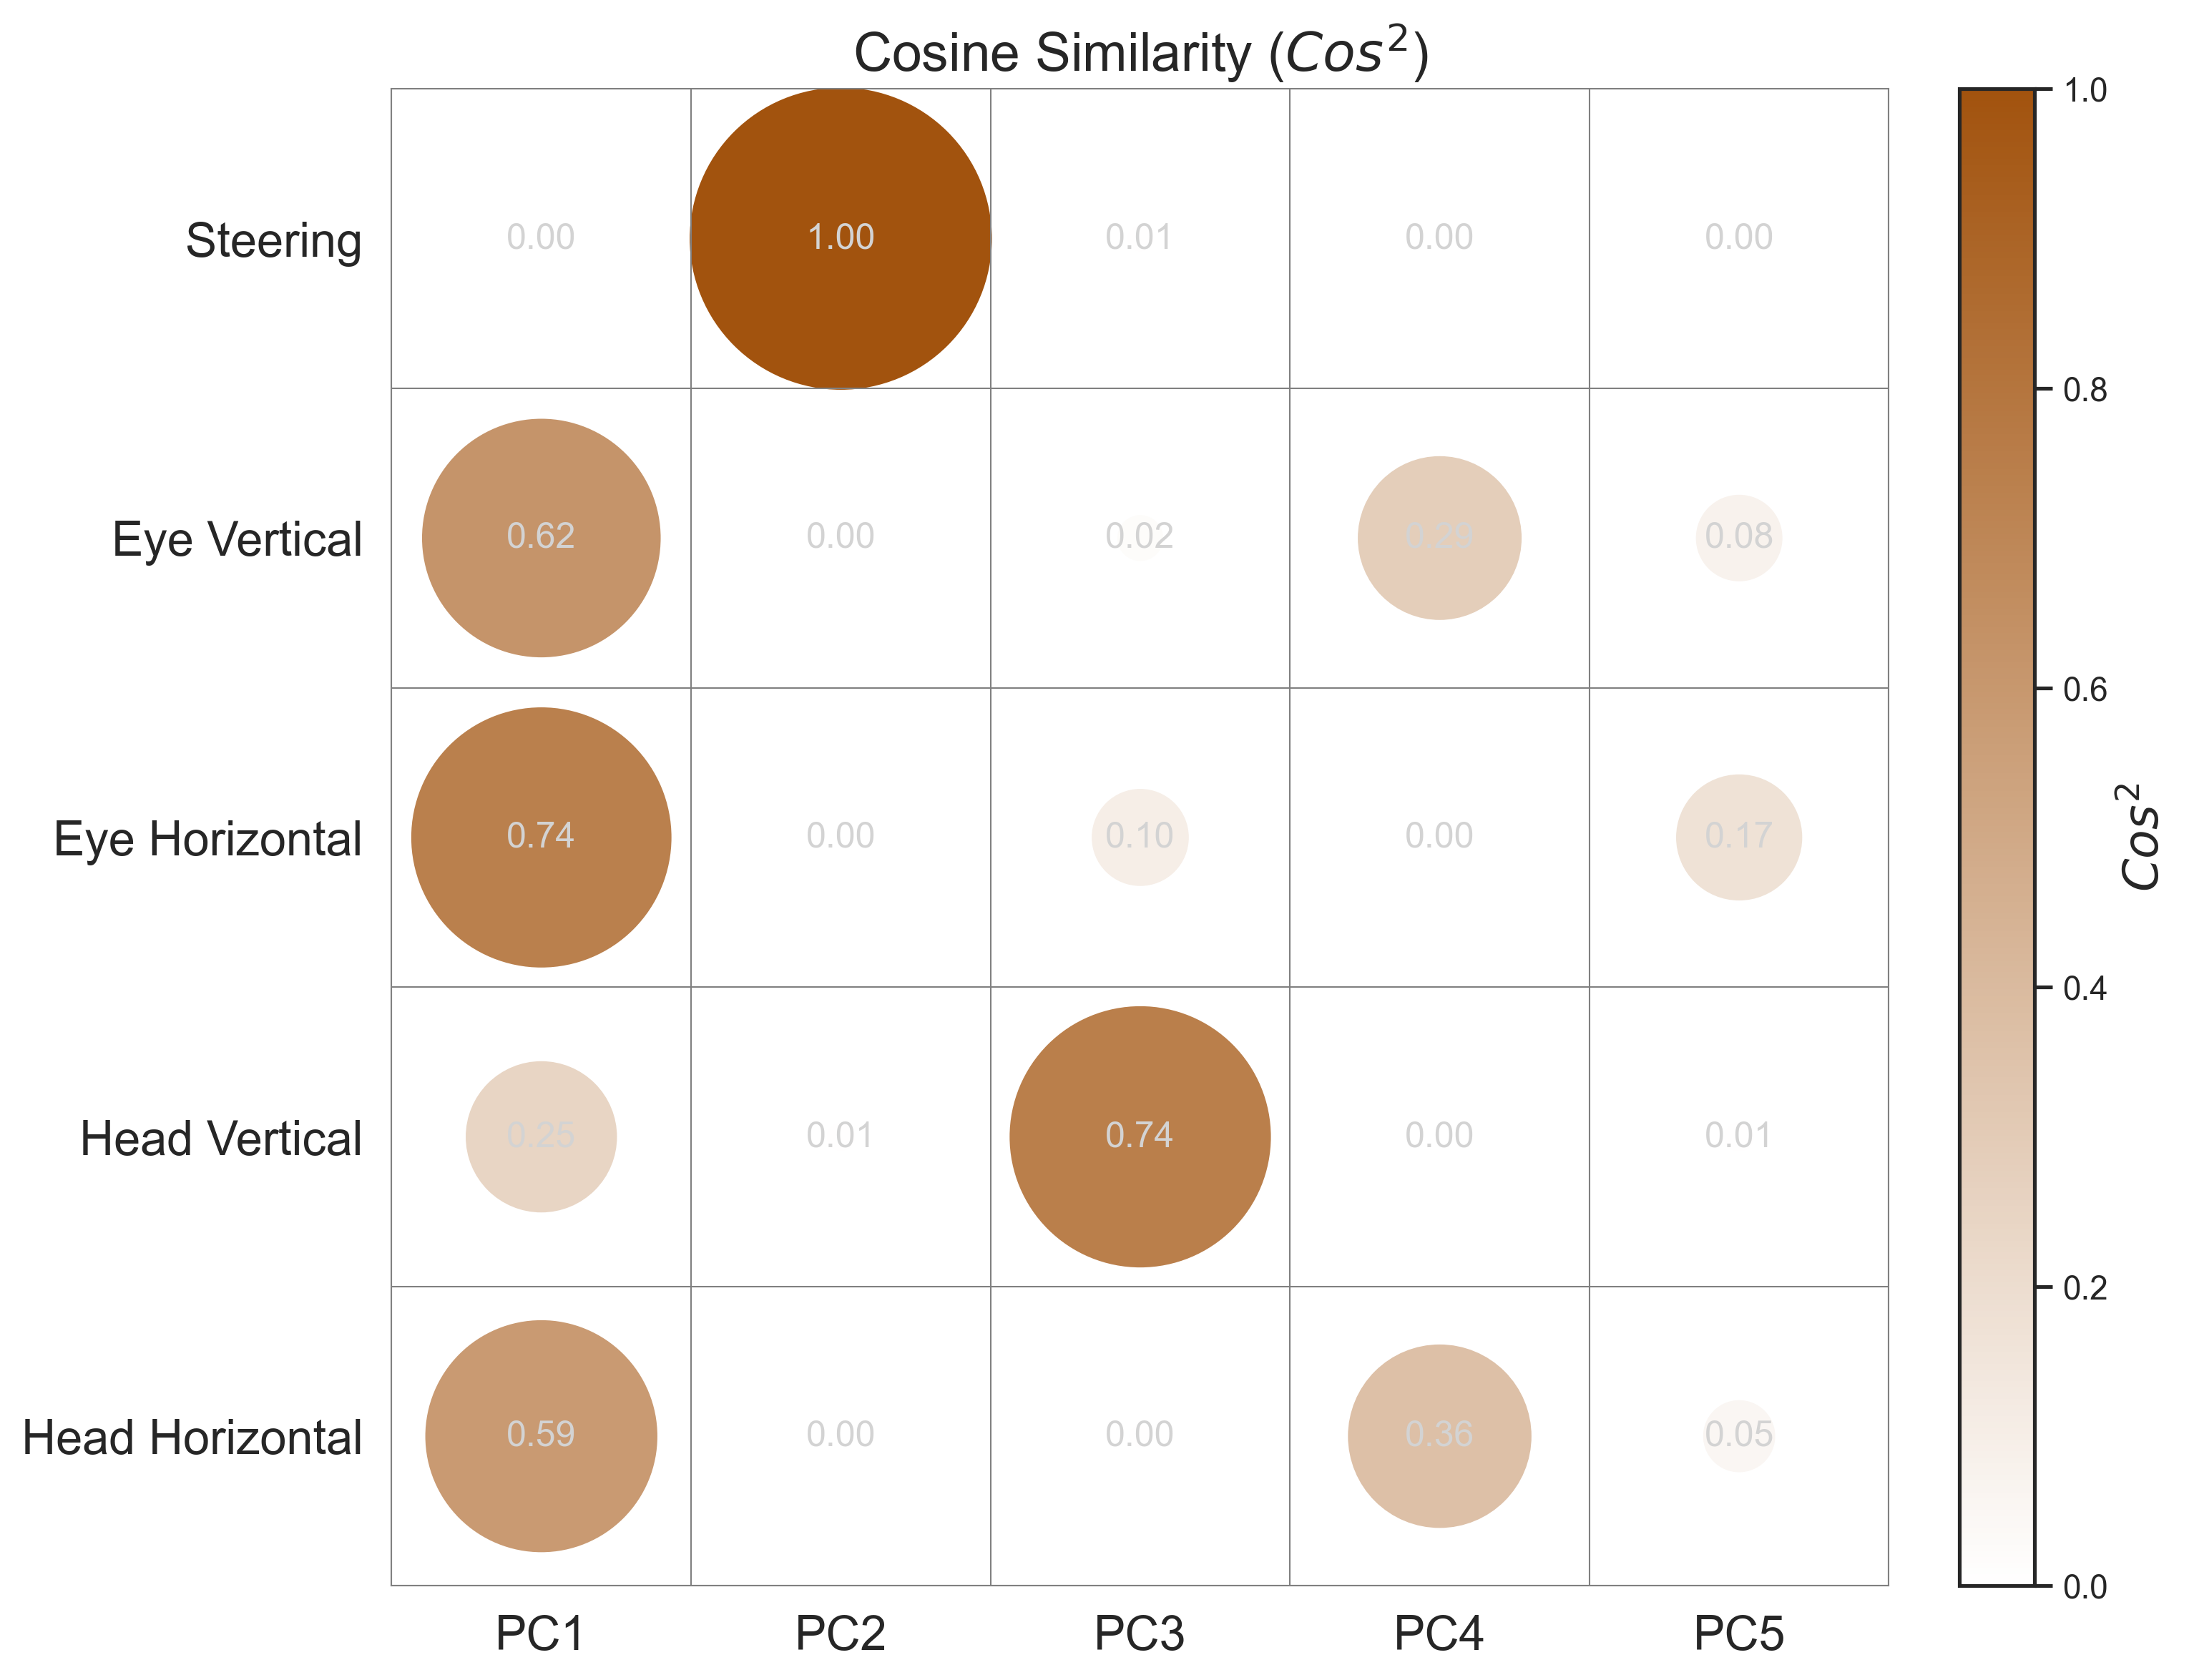 Cosine Similarity (Cos²)
Steering 0.00 1.00 0.01 0.00 0.00
Eye Vertical 0.62 0.00 0.02 0.29 0.08
Eye Horizontal 0.74 0.00 0.10 0.00 0.17
Head Vertical 0.25 0.01 0.74 0.00 0.01
Head Horizontal 0.59 0.00 0.00 0.36 0.05
PC1 PC2 PC3 PC4 PC5
1.0
0.8
0.6
0.4
0.2
0.0
Cos²